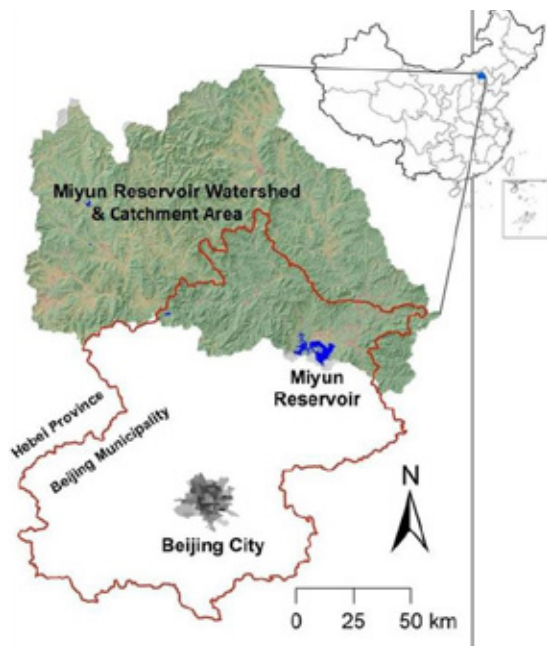 Miyun Reservoir Watershed
& Catchment Area
Miyun
Reservoir
Hebei Province
Beijing Municipality
Beijing City
N
0 25 50 km